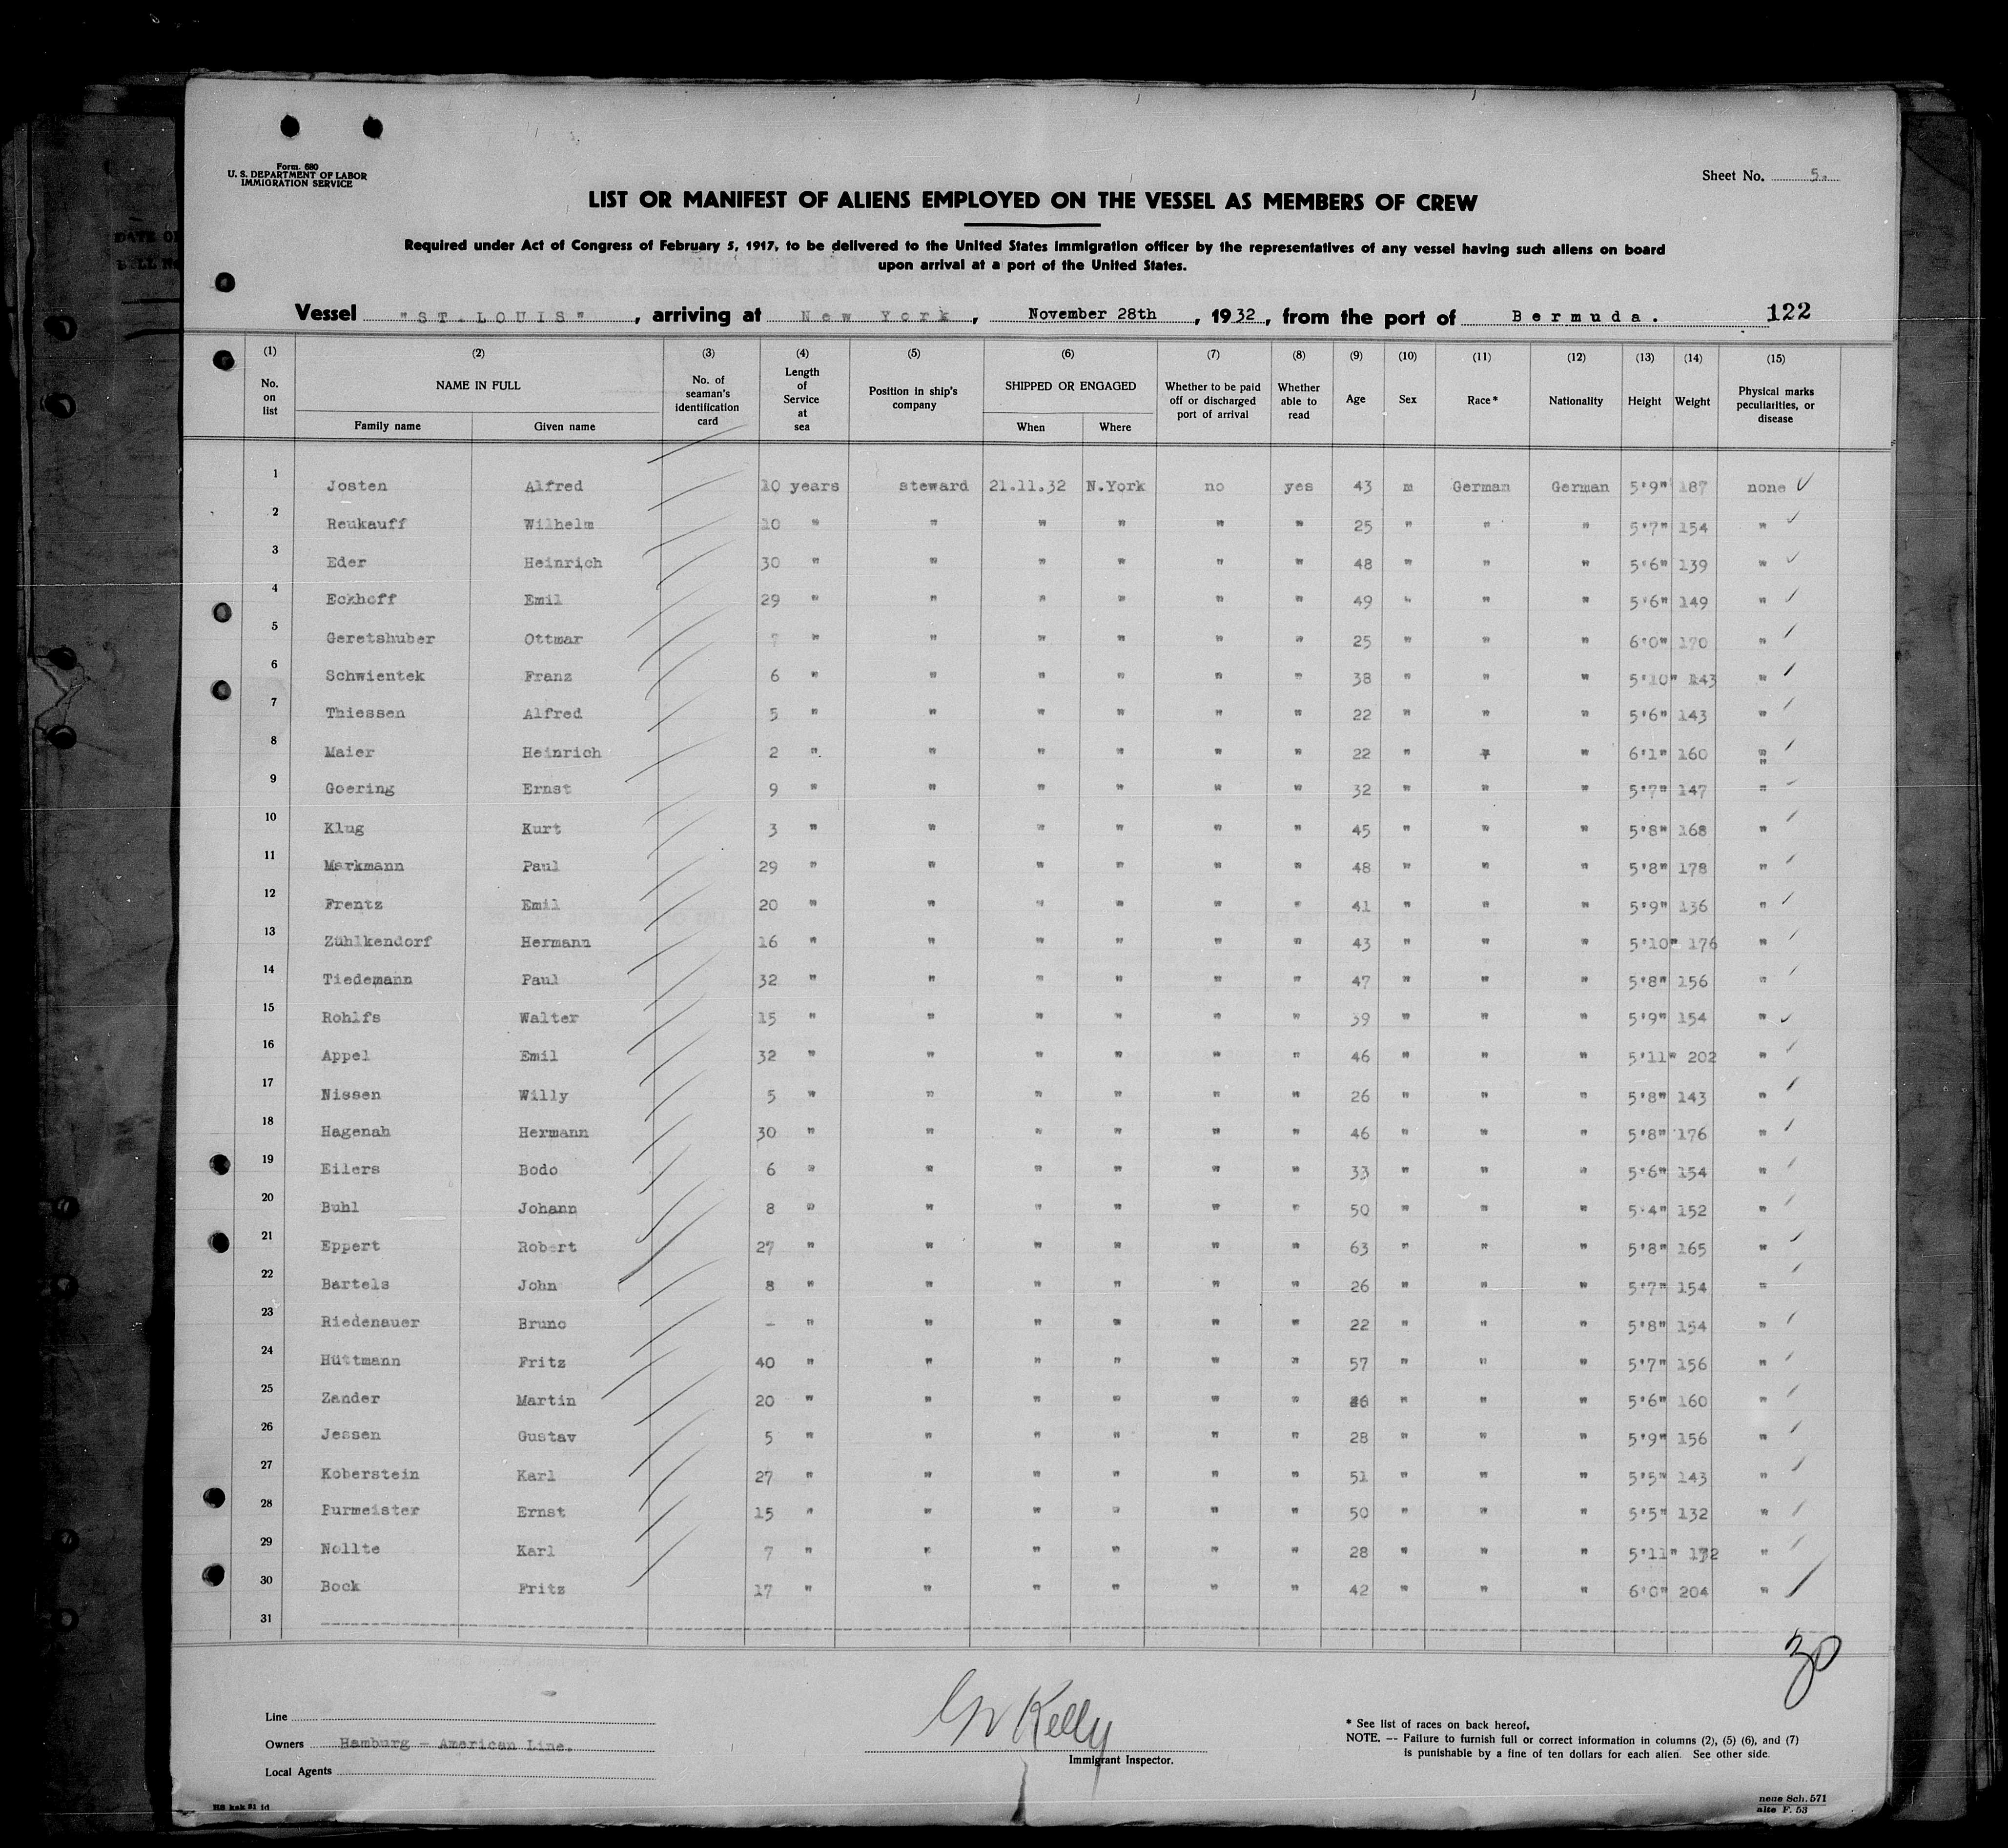 Form. 680
U. S. DEPARTMENT OF LABOR
IMMIGRATION SERVICE
Sheet No. 5.
LIST OR MANIFEST OF ALIENS EMPLOYED ON THE VESSEL AS MEMBERS OF CREW
Required under Act of Congress of February 5, 1917, to be delivered to the United States immigration officer by the representatives of any vessel having such aliens on board
upon arrival at a port of the United States.
Vessel "ST. LOUIS", arriving at New York, November 28th, 1932, from the port of Bermuda. 122
(1) (2) (3) (4) (5) (6) (7) (8) (9) (10) (11) (12) (13) (14) (15)
No. on list NAME IN FULL Family name Given name No. of seaman's identification card Length of Service at sea Position in ship's company SHIPPED OR ENGAGED When Where Whether to be paid off or discharged port of arrival Whether able to read Age Sex Race* Nationality Height Weight Physical marks peculiarities, or disease
1 Josten Alfred 10 years steward 21.11.32 N.York no yes 43 m German German 5'9" 187 none
2 Reukauff Wilhelm 10 " " " " " " 25 " " " 5'7" 154 "
3 Eder Heinrich 30 " " " " " " 48 " " " 5'6" 139 "
4 Eckhoff Emil 29 " " " " " " 49 " " " 5'6" 149 "
5 Geretshuber Ottmar 7 " " " " " " 25 " " " 6'0" 170 "
6 Schwientek Franz 6 " " " " " " 38 " " " 5'10" 143 "
7 Thiessen Alfred 5 " " " " " " 22 " " " 5'6" 143 "
8 Maier Heinrich 2 " " " " " " 22 " " " 6'1" 160 "
9 Goering Ernst 9 " " " " " " 32 " " " 5'7" 147 "
10 Klug Kurt 3 " " " " " " 45 " " " 5'8" 168 "
11 Markmann Paul 29 " " " " " " 48 " " " 5'8" 178 "
12 Frentz Emil 20 " " " " " " 41 " " " 5'9" 136 "
13 Zühlkendorf Hermann 16 " " " " " " 43 " " " 5'10" 176 "
14 Tiedemann Paul 32 " " " " " " 47 " " " 5'8" 156 "
15 Rohlfs Walter 15 " " " " " " 39 " " " 5'9" 154 "
16 Appel Emil 32 " " " " " " 46 " " " 5'11" 202 "
17 Nissen Willy 5 " " " " " " 26 " " " 5'8" 143 "
18 Hagenah Hermann 30 " " " " " " 46 " " " 5'8" 176 "
19 Eilers Bodo 6 " " " " " " 33 " " " 5'6" 154 "
20 Buhl Johann 8 " " " " " " 50 " " " 5'4" 152 "
21 Eppert Robert 27 " " " " " " 63 " " " 5'8" 165 "
22 Bartels John 8 " " " " " " 26 " " " 5'7" 154 "
23 Riedenauer Bruno - " " " " " " 22 " " " 5'8" 154 "
24 Hüttmann Fritz 40 " " " " " " 57 " " " 5'7" 156 "
25 Zander Martin 20 " " " " " " " " " 5'6" 160 "
26 Jessen Gustav 5 " " " " " " 28 " " " 5'9" 156 "
27 Koberstein Karl 27 " " " " " " 51 " " " 5'5" 143 "
28 Burmeister Ernst 15 " " " " " " 50 " " " 5'5" 132 "
29 Nollte Karl 7 " " " " " " 28 " " " 5'11" "
30 Bock Fritz 17 " " " " " " 42 " " " 6'0" 204 "
31
30
Line
Owners Hamburg - American Line.
Local Agents
Kelly
Immigrant Inspector.
* See list of races on back hereof.
NOTE. -- Failure to furnish full or correct information in columns (2), (5) (6), and (7)
is punishable by a fine of ten dollars for each alien. See other side.
neue Sch. 571
alte F. 53